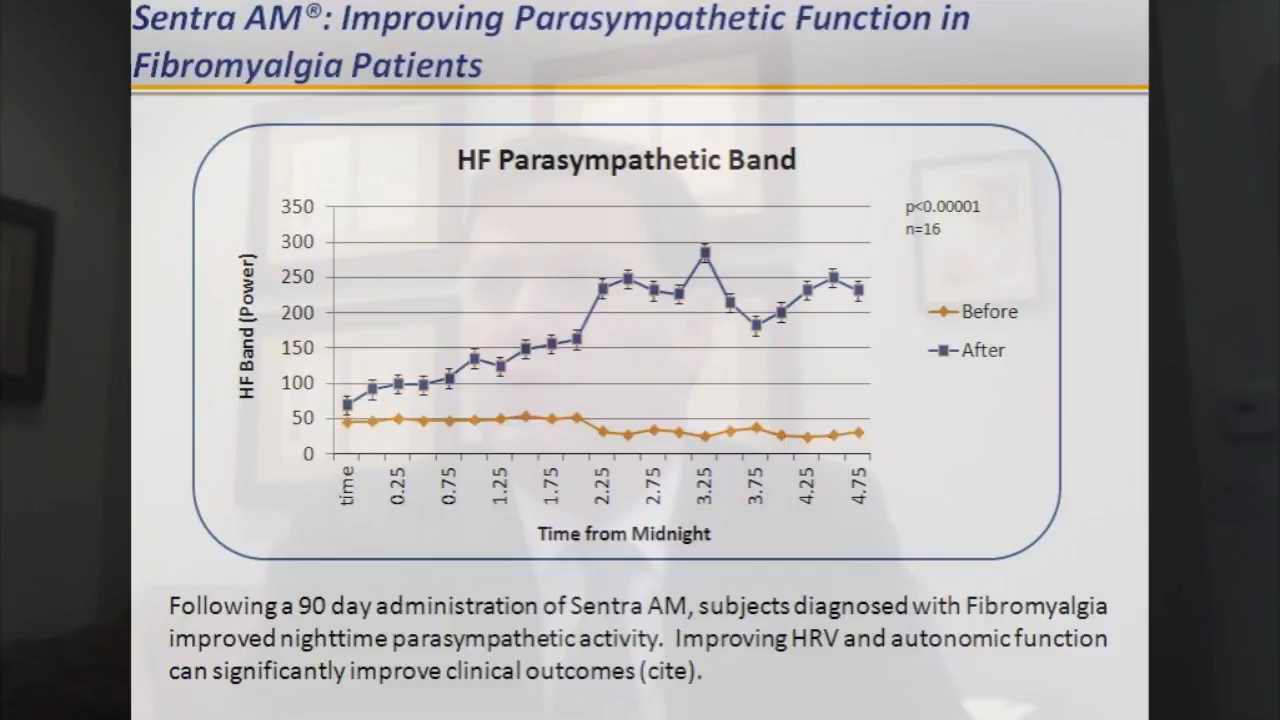 Sentra AM®: Improving Parasympathetic Function in
Fibromyalgia Patients
HF Parasympathetic Band
p<0.00001
n=16
350
300
250
200
150
100
50
0
HF Band (Power)
Before
After
time
0.25
0.75
1.25
1.75
2.25
2.75
3.25
3.75
4.25
4.75
Time from Midnight
Following a 90 day administration of Sentra AM, subjects diagnosed with Fibromyalgia
improved nighttime parasympathetic activity. Improving HRV and autonomic function
can significantly improve clinical outcomes (cite).